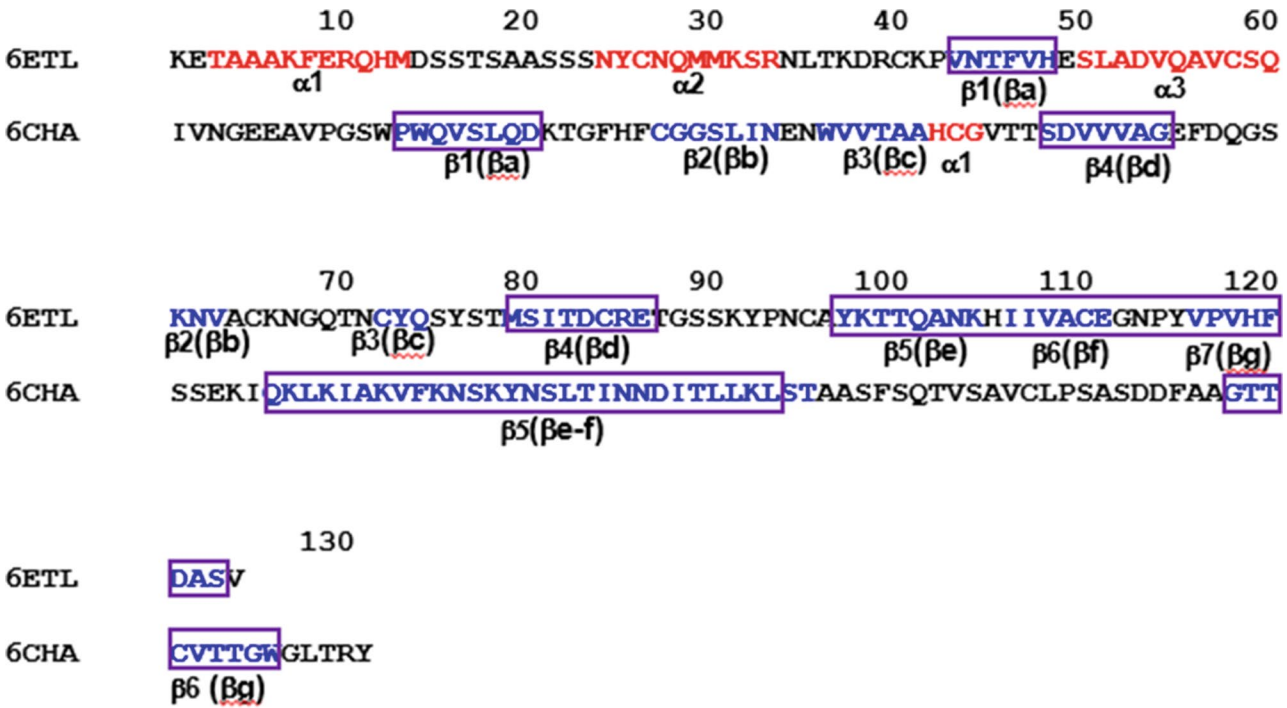 10 20 30 40 50 60
6ETL KETAAAKFERQHMDSSTSAASSSNYCNQMMKSRNLTKDRCKPVNTFVHESLADVQAVCSQ
α1 α2 β1(βa) α3
6CHA IVNGEEAVPGSWPWQVSLQDKTGFHFCGGSLINENWVVTAAHCGVTTSDVVVAGEFDQGS
β1(βa) β2(βb) β3(βc) α1 β4(βd)
70 80 90 100 110 120
6ETL KNVACKNGQTNCYQSYSTMSITDCRETGSSKYPNCAYKTTQANKHIIVACEGNPYVPVHF
β2(βb) β3(βc) β4(βd) β5(βe) β6(βf) β7(βg)
6CHA SSEKIQKLKIAKVFKNSKYNSLTINNDITLLKLSTAASFSQTVSAVCLPSASDDFAAGTT
β5(βe-f)
130
6ETL DASV
6CHA CVTTGWGLTRY
β6 (βg)